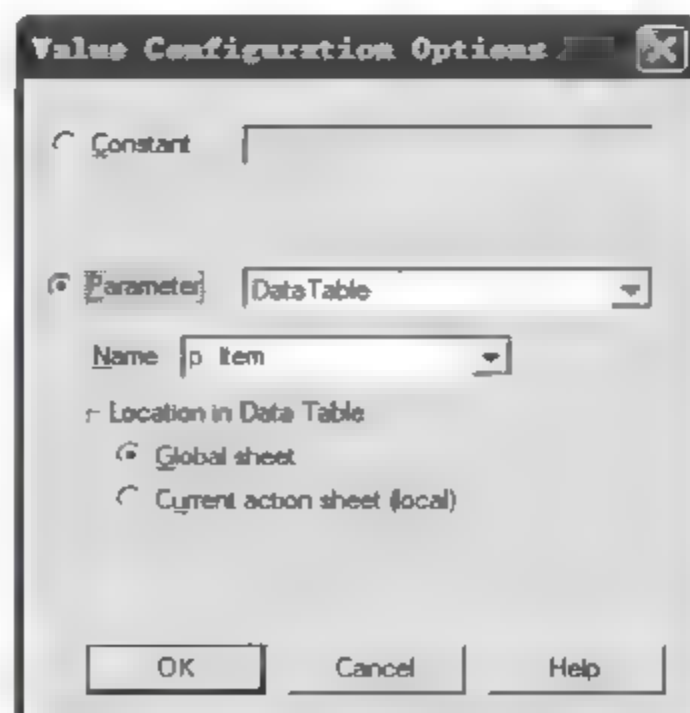 Value Configuration Options
Constant
Parameter DataTable
Name p Item
Location in Data Table
Global sheet
Current action sheet (local)
OK Cancel Help